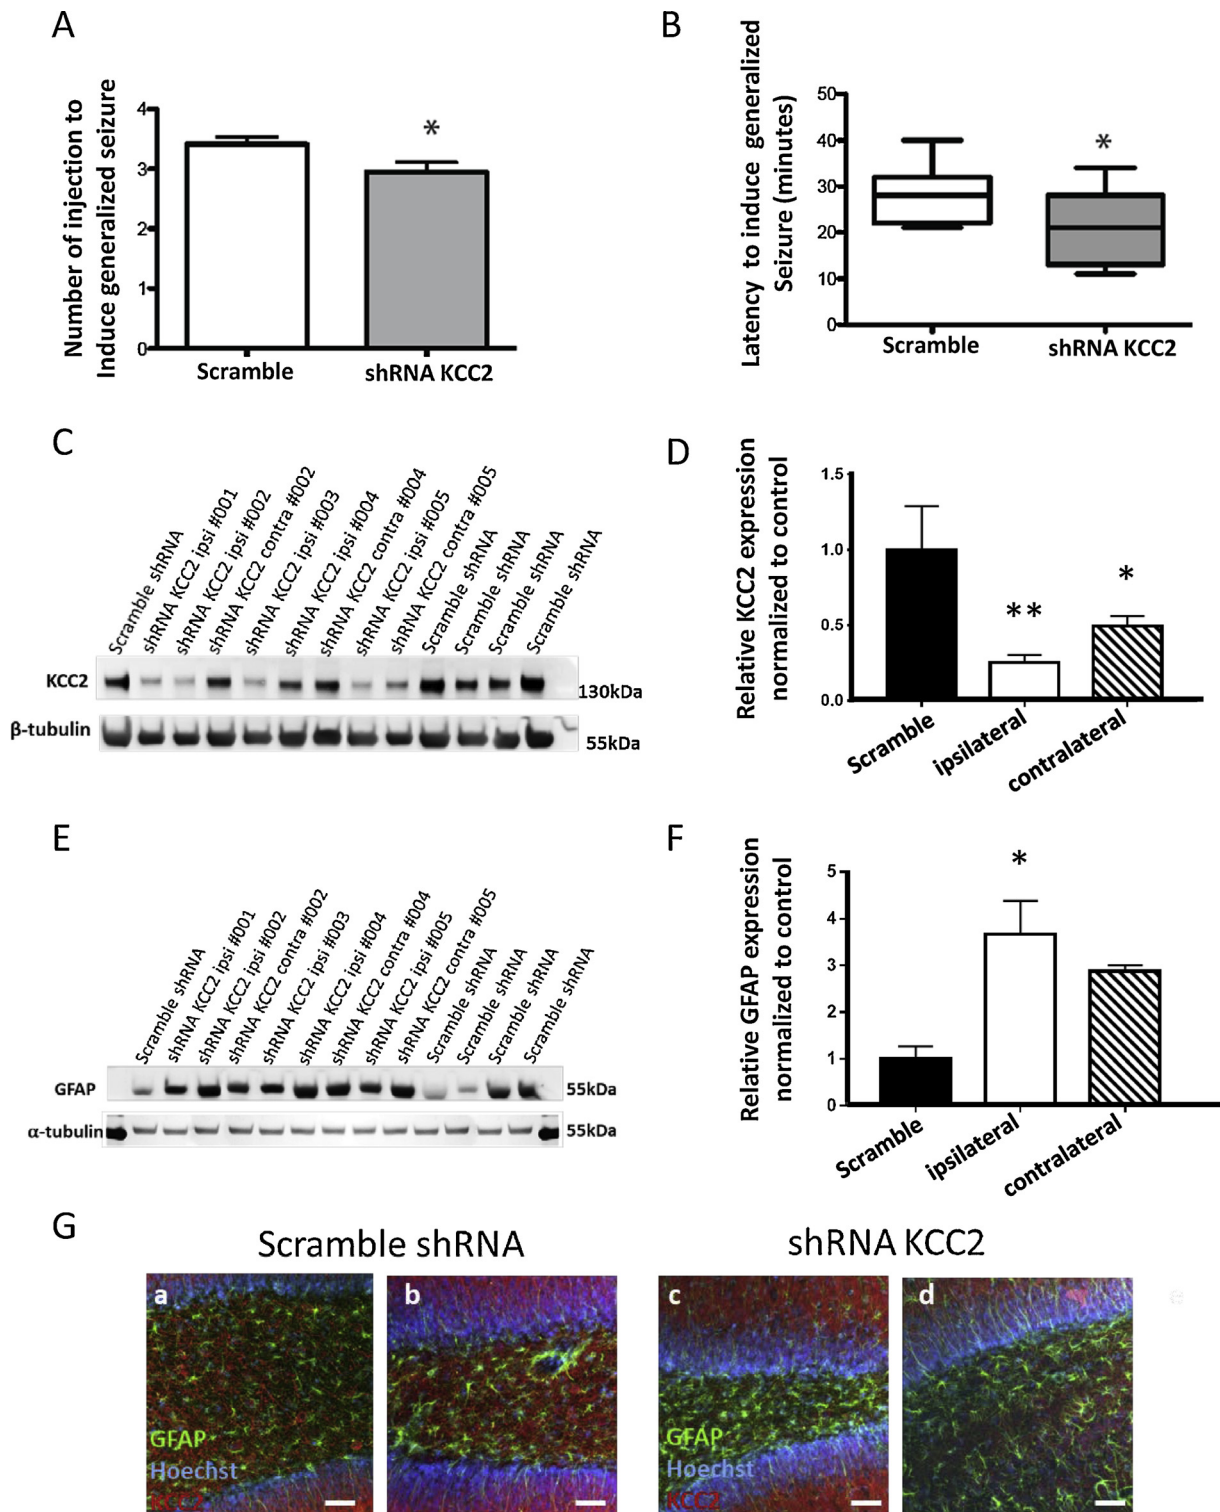 A
Number of injection to
Induce generalized seizure
4
3
2
1
0
*
Scramble
shRNA KCC2
B
Latency to induce generalized
Seizure (minutes)
50
40
30
20
10
0
*
Scramble
shRNA KCC2
C
Scramble shRNA
shRNA KCC2 ipsi #001
shRNA KCC2 ipsi #002
shRNA KCC2 contra #002
shRNA KCC2 ipsi #003
shRNA KCC2 ipsi #004
shRNA KCC2 contra #004
shRNA KCC2 ipsi #005
shRNA KCC2 contra #005
Scramble shRNA
Scramble shRNA
Scramble shRNA
Scramble shRNA
KCC2
130kDa
β-tubulin
55kDa
D
Relative KCC2 expression
normalized to control
1.5
1.0
0.5
0.0
**
*
Scramble
ipsilateral
contralateral
E
Scramble shRNA
shRNA KCC2 ipsi #001
shRNA KCC2 ipsi #002
shRNA KCC2 contra #002
shRNA KCC2 ipsi #003
shRNA KCC2 ipsi #004
shRNA KCC2 contra #004
shRNA KCC2 ipsi #005
shRNA KCC2 contra #005
Scramble shRNA
Scramble shRNA
Scramble shRNA
Scramble shRNA
GFAP
55kDa
α-tubulin
55kDa
F
Relative GFAP expression
normalized to control
5
4
3
2
1
0
*
Scramble
ipsilateral
contralateral
G
Scramble shRNA
shRNA KCC2
a
b
c
d
e
GFAP
Hoechst
KCC2
GFAP
Hoechst
KCC2